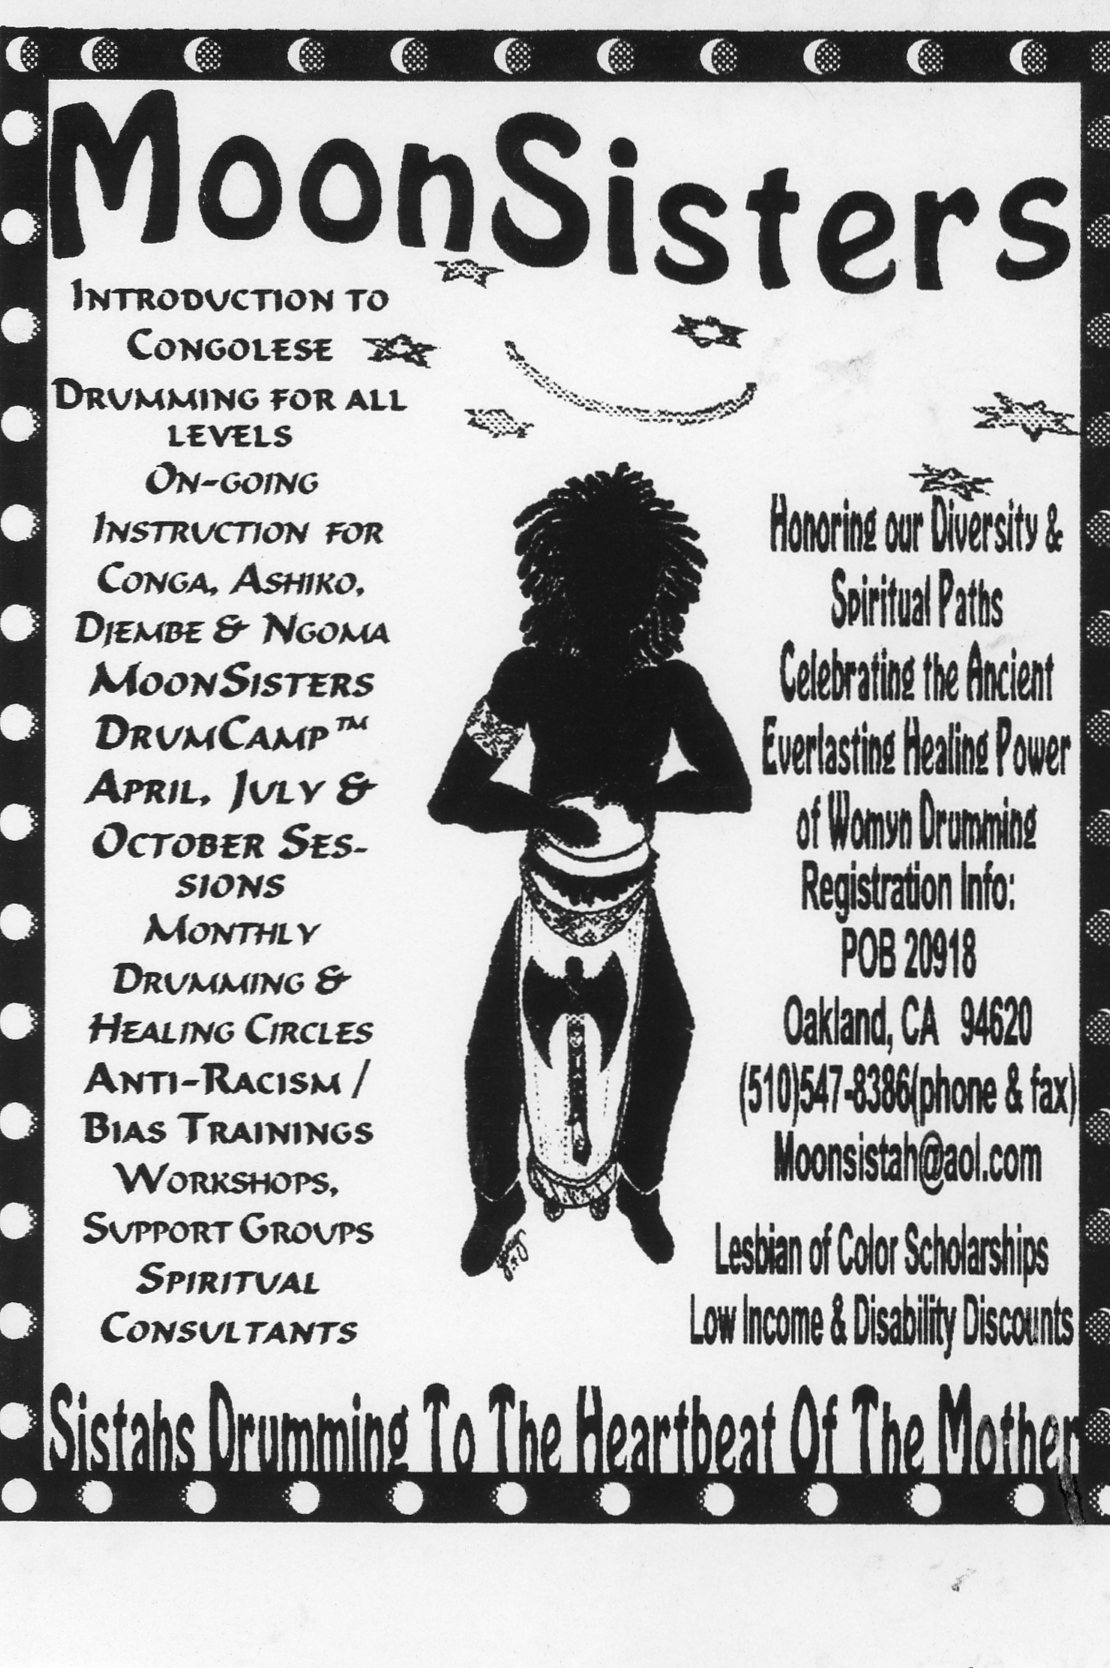 MoonSisters
INTRODUCTION TO
CONGOLESE
DRUMMING FOR ALL
LEVELS
ON-GOING
INSTRUCTION FOR
CONGA, ASHIKO,
DJEMBE & NGOMA
MOONSISTERS
DRUMCAMP™
APRIL, JULY &
OCTOBER SES-
SIONS
MONTHLY
DRUMMING &
HEALING CIRCLES
ANTI-RACISM /
BIAS TRAININGS
WORKSHOPS,
SUPPORT GROUPS
SPIRITUAL
CONSULTANTS
Honoring our Diversity &
Spiritual Paths
Celebrating the Ancient
Everlasting Healing Power
of Womyn Drumming
Registration Info:
POB 20918
Oakland, CA 94620
(510)547-8386(phone & fax)
Moonsistah@aol.com
Lesbian of Color Scholarships
Low Income & Disability Discounts
Sistahs Drumming To The Heartbeat Of The Mother